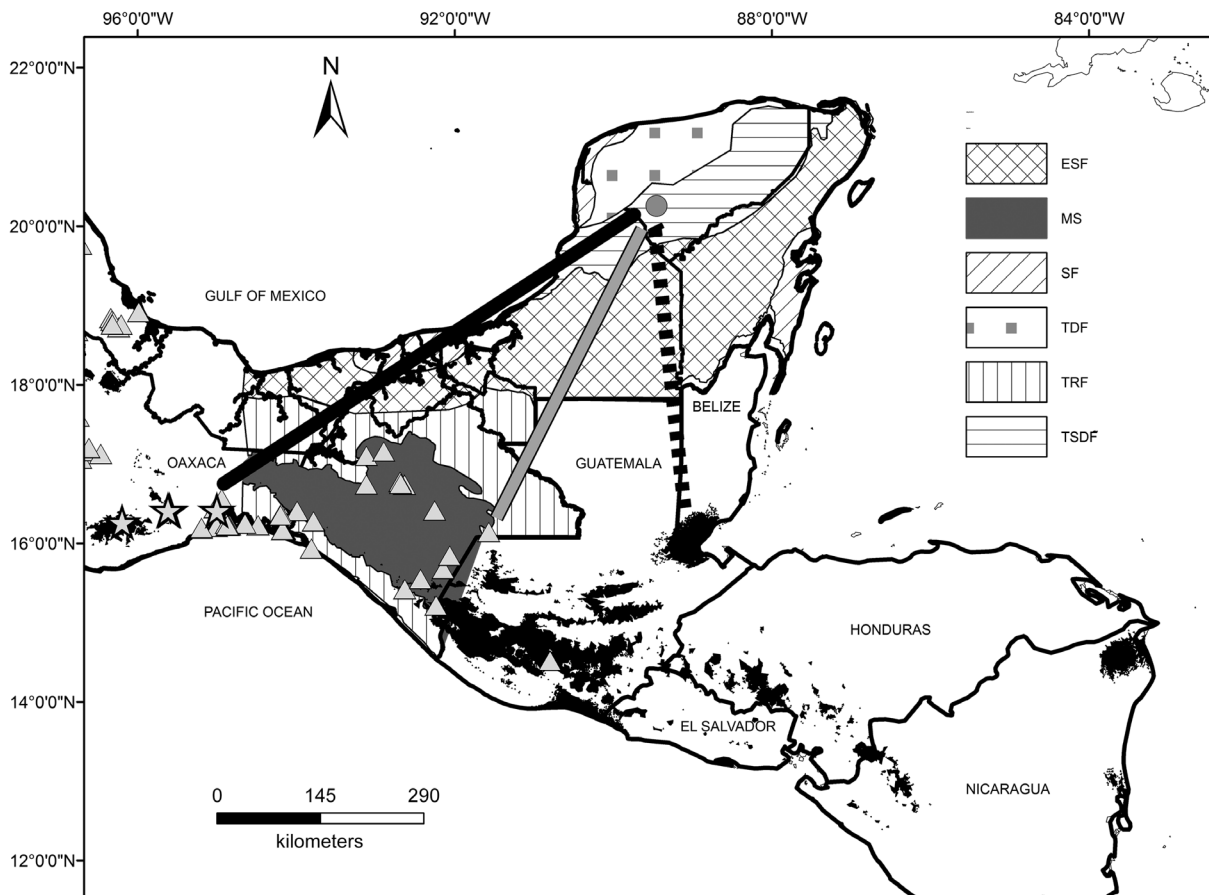 96°0'0"W 92°0'0"W 88°0'0"W 84°0'0"W
22°0'0"N
N
ESF
MS
20°0'0"N
SF
GULF OF MEXICO
TDF
18°0'0"N
TRF
BELIZE
TSDF
OAXACA
GUATEMALA
16°0'0"N
PACIFIC OCEAN
HONDURAS
14°0'0"N
EL SALVADOR
NICARAGUA
0 145 290
kilometers
12°0'0"N